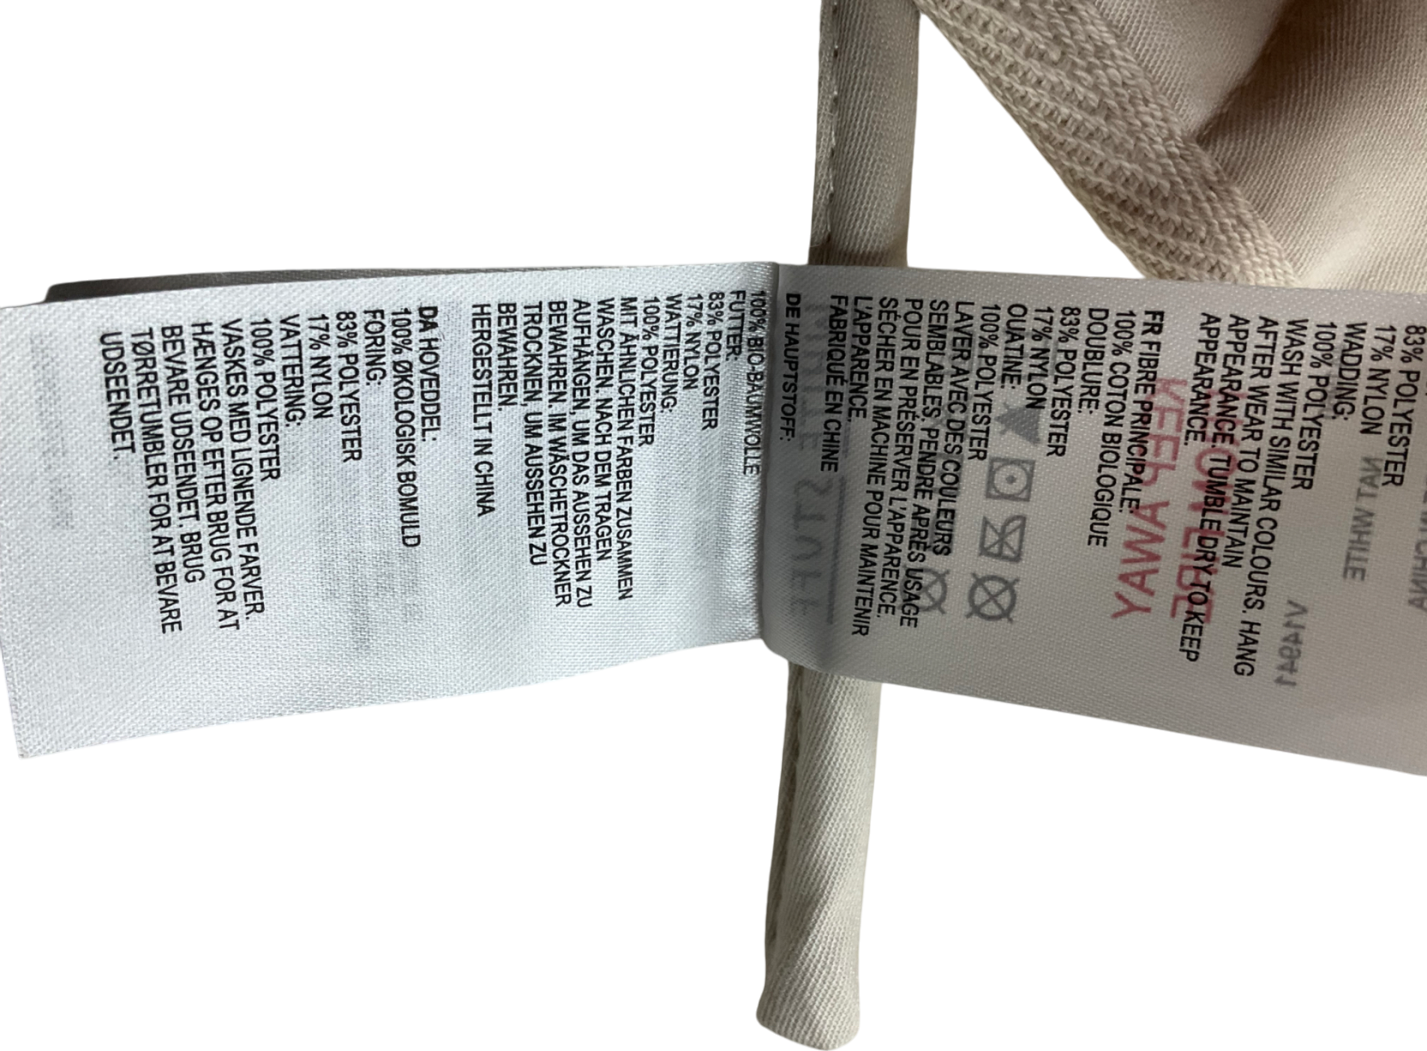 83% POLYESTER
17% NYLON
WADDING:
100% POLYESTER
WASH WITH SIMILAR COLOURS. HANG
AFTER WEAR TO MAINTAIN
APPEARANCE. TUMBLE DRY TO KEEP
APPEARANCE.
FR FIBRE PRINCIPALE:
100% COTON BIOLOGIQUE
DOUBLURE:
83% POLYESTER
17% NYLON
OUATINE:
100% POLYESTER
LAVER AVEC DES COULEURS
SEMBLABLES. PENDRE APRÈS USAGE
POUR EN PRÉSERVER L'APPARENCE.
SÉCHER EN MACHINE POUR MAINTENIR
L'APPARENCE.
FABRIQUÉ EN CHINE
DE HAUPTSTOFF:
100% BIO-BAUMWOLLE
FUTTER:
83% POLYESTER
17% NYLON
WATTIERUNG:
100% POLYESTER
MIT ÄHNLICHEN FARBEN ZUSAMMEN
WASCHEN. NACH DEM TRAGEN
AUFHÄNGEN, UM DAS AUSSEHEN ZU
BEWAHREN. IM WÄSCHETROCKNER
TROCKNEN, UM AUSSEHEN ZU
BEWAHREN.
HERGESTELLT IN CHINA
DA HOVEDDEL:
100% ØKOLOGISK BOMULD
FORING:
83% POLYESTER
17% NYLON
VATTERING:
100% POLYESTER
VASKES MED LIGNENDE FARVER.
HÆNGES OP EFTER BRUG FOR AT
BEVARE UDSEENDET. BRUG
TØRRETUMBLER FOR AT BEVARE
UDSEENDET.
KEEP AWAY